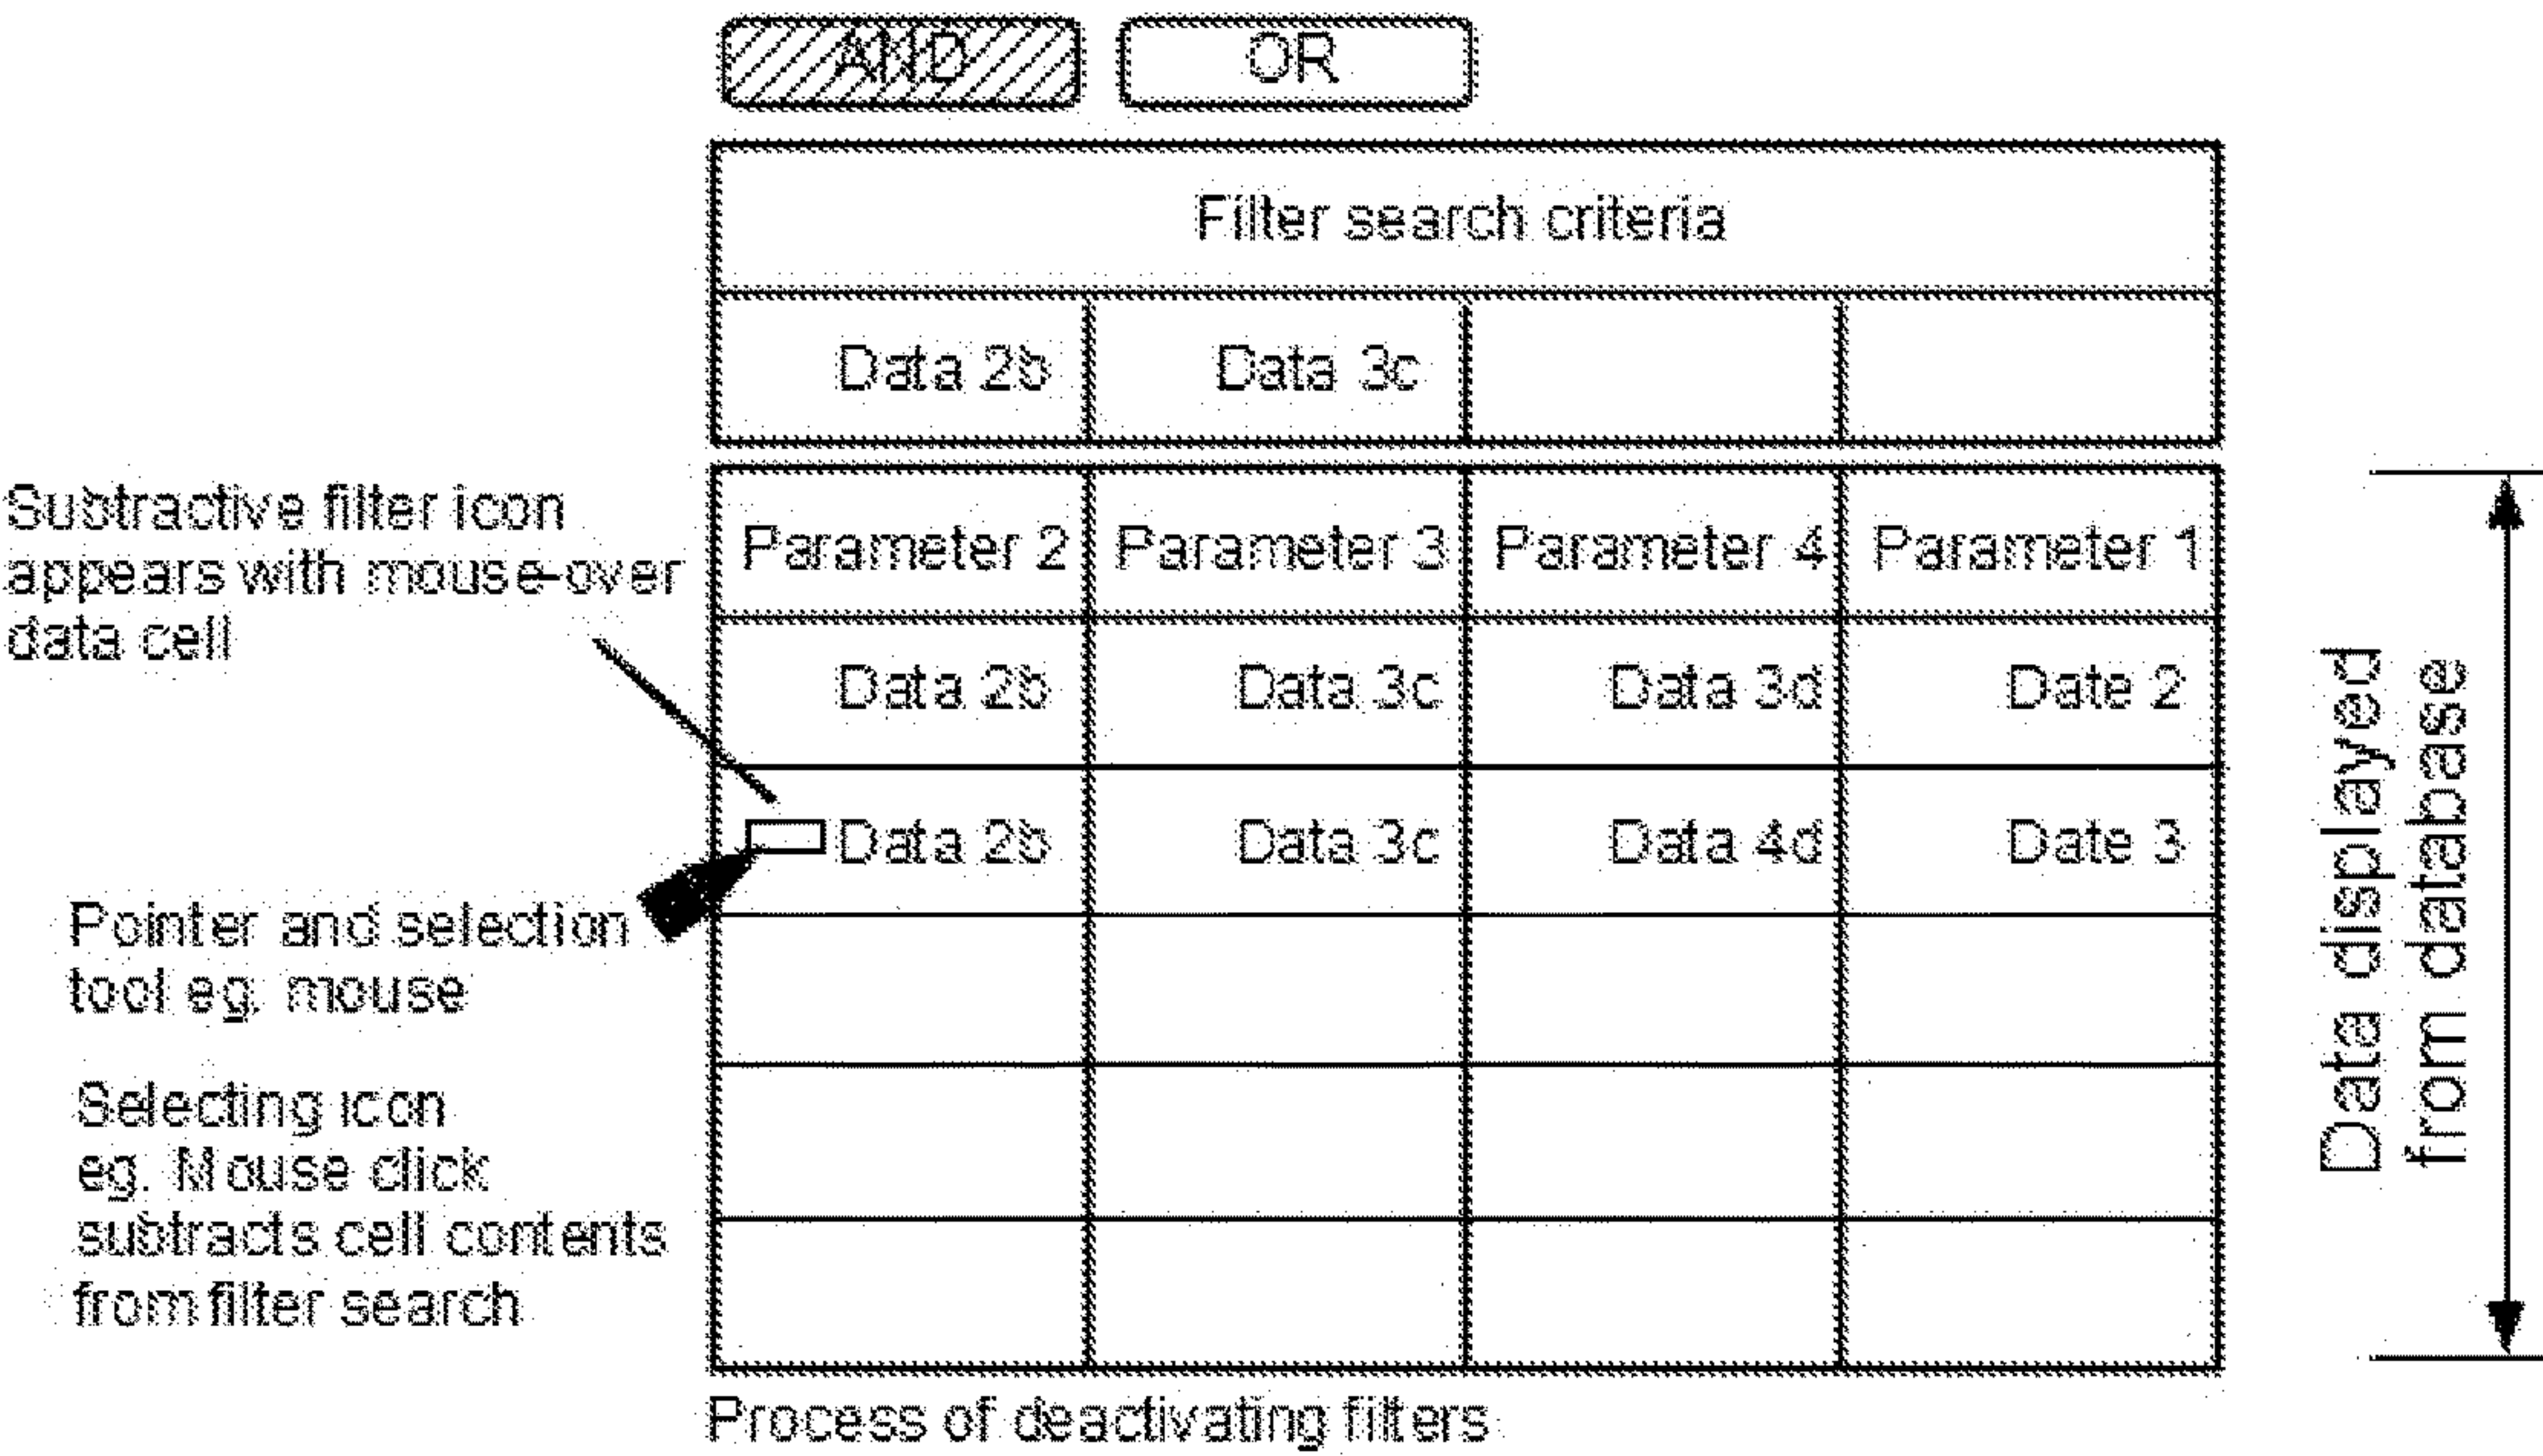 AND OR
Filter search criteria
Data 2b Data 3c
Subtractive filter icon
appears with mouse-over
data cell
Parameter 2 Parameter 3 Parameter 4 Parameter 1
Data 2b Data 3c Data 3d Date 2
Data 2b Data 3c Data 4d Date 3
Pointer and selection
tool eg. mouse
Selecting icon
eg. Mouse click
subtracts cell contents
from filter search
Data displayed
from database
Process of deactivating filters